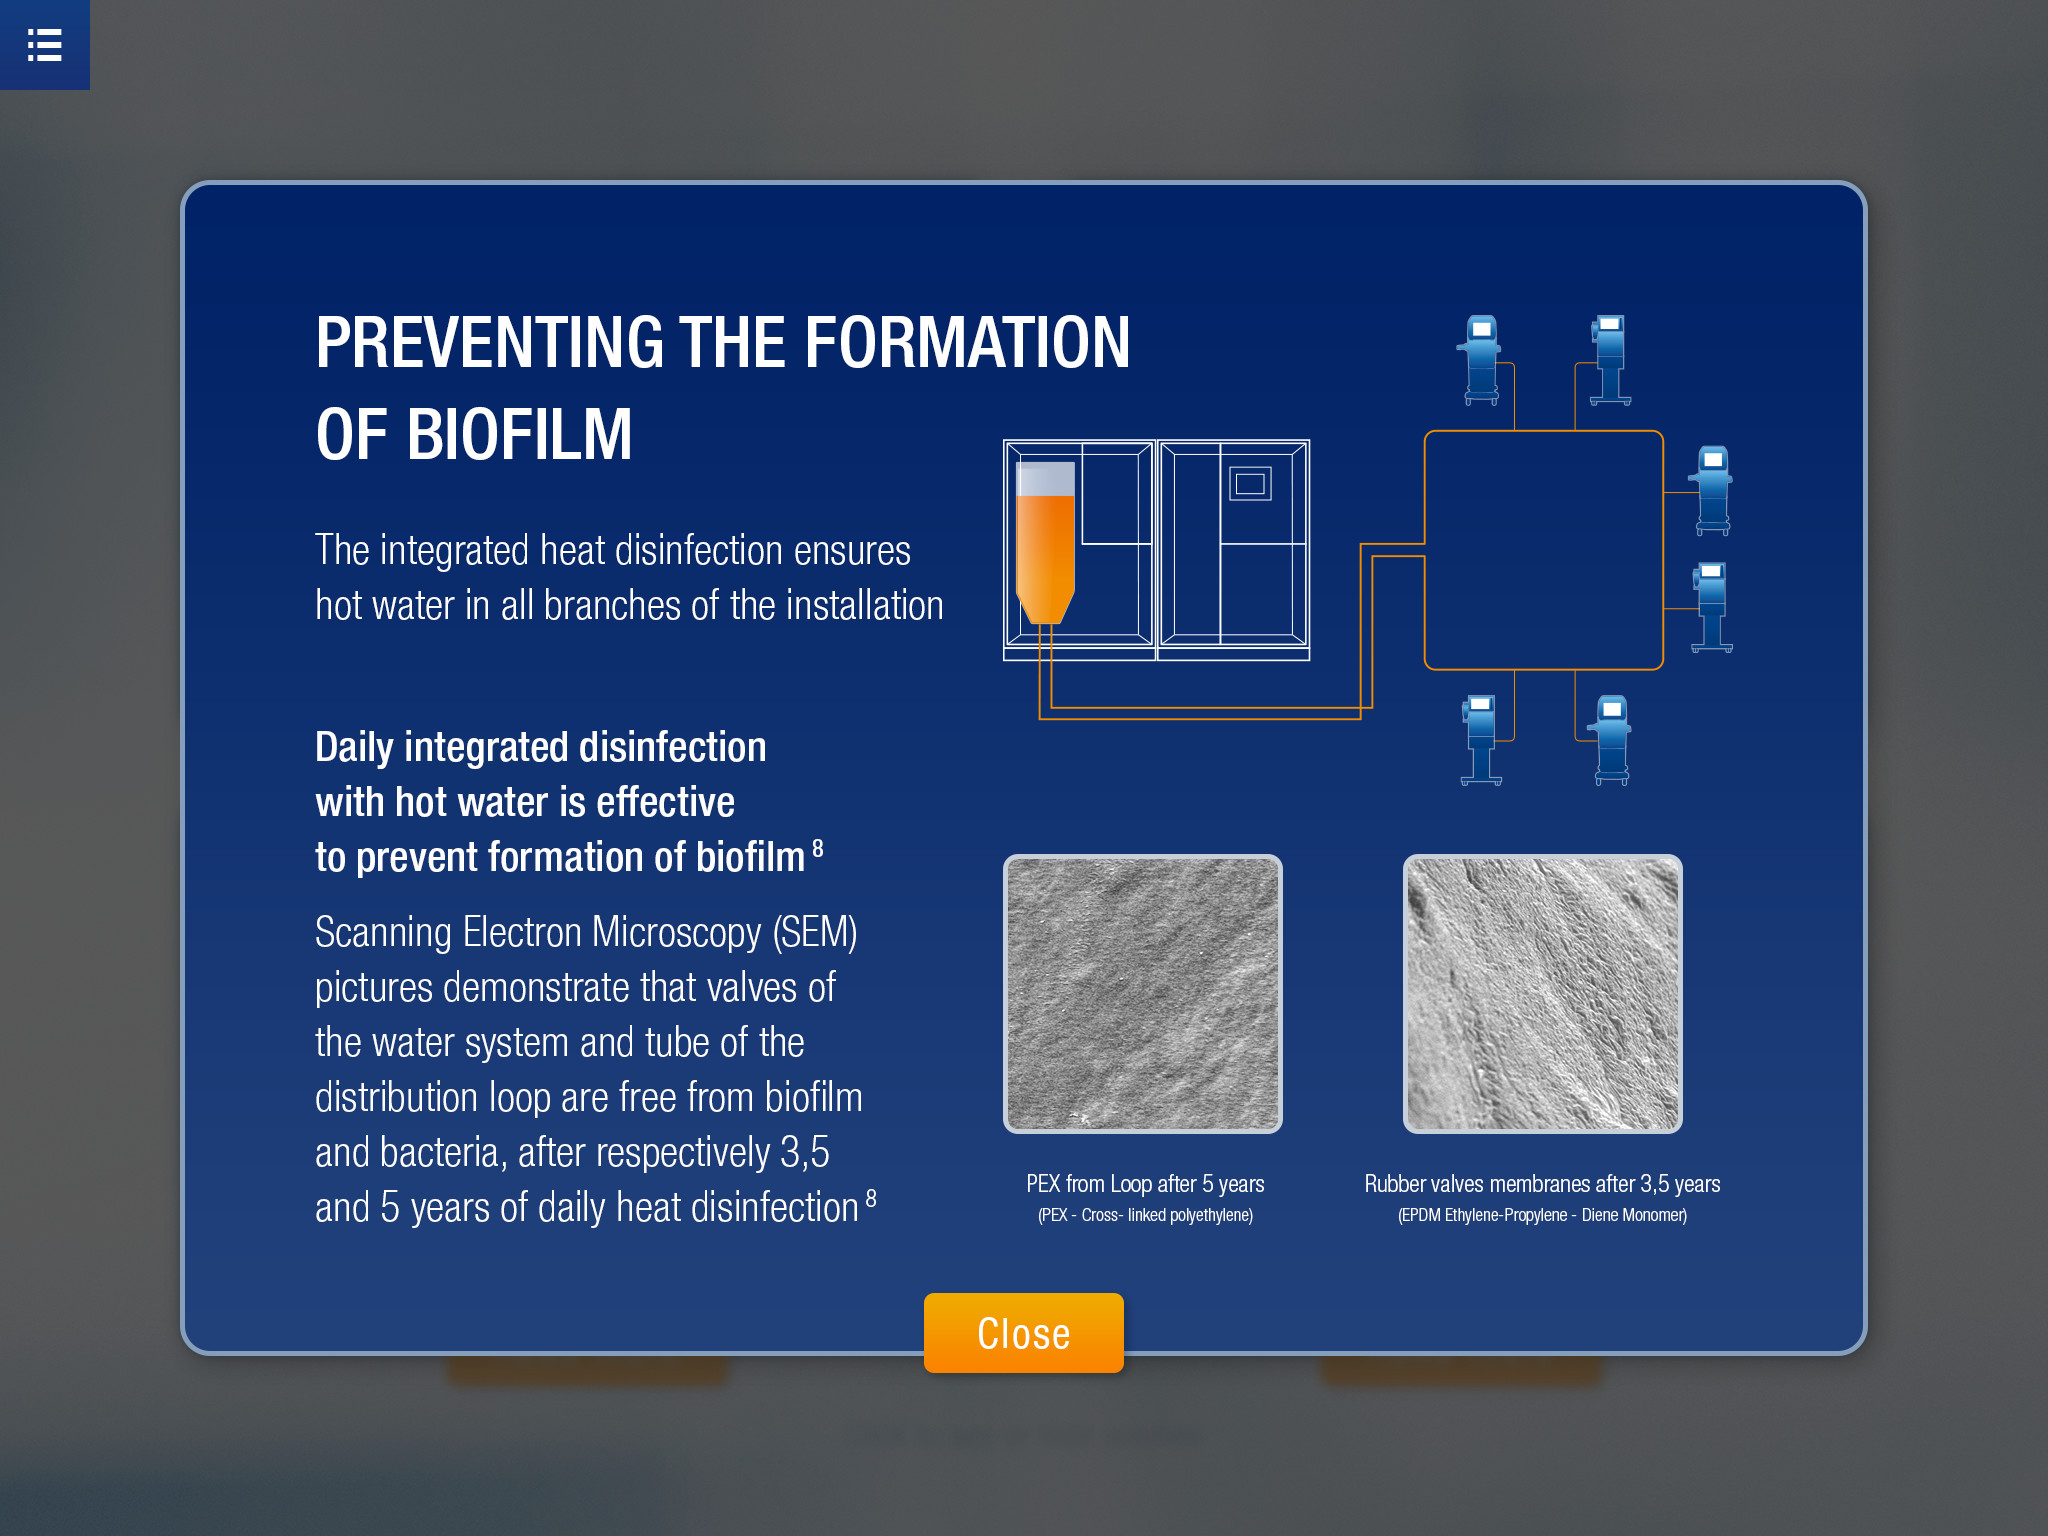 PREVENTING THE FORMATION
OF BIOFILM
The integrated heat disinfection ensures
hot water in all branches of the installation
Daily integrated disinfection
with hot water is effective
to prevent formation of biofilm 8
Scanning Electron Microscopy (SEM)
pictures demonstrate that valves of
the water system and tube of the
distribution loop are free from biofilm
and bacteria, after respectively 3,5
and 5 years of daily heat disinfection 8
PEX from Loop after 5 years
(PEX - Cross- linked polyethylene)
Rubber valves membranes after 3,5 years
(EPDM Ethylene-Propylene - Diene Monomer)
Close